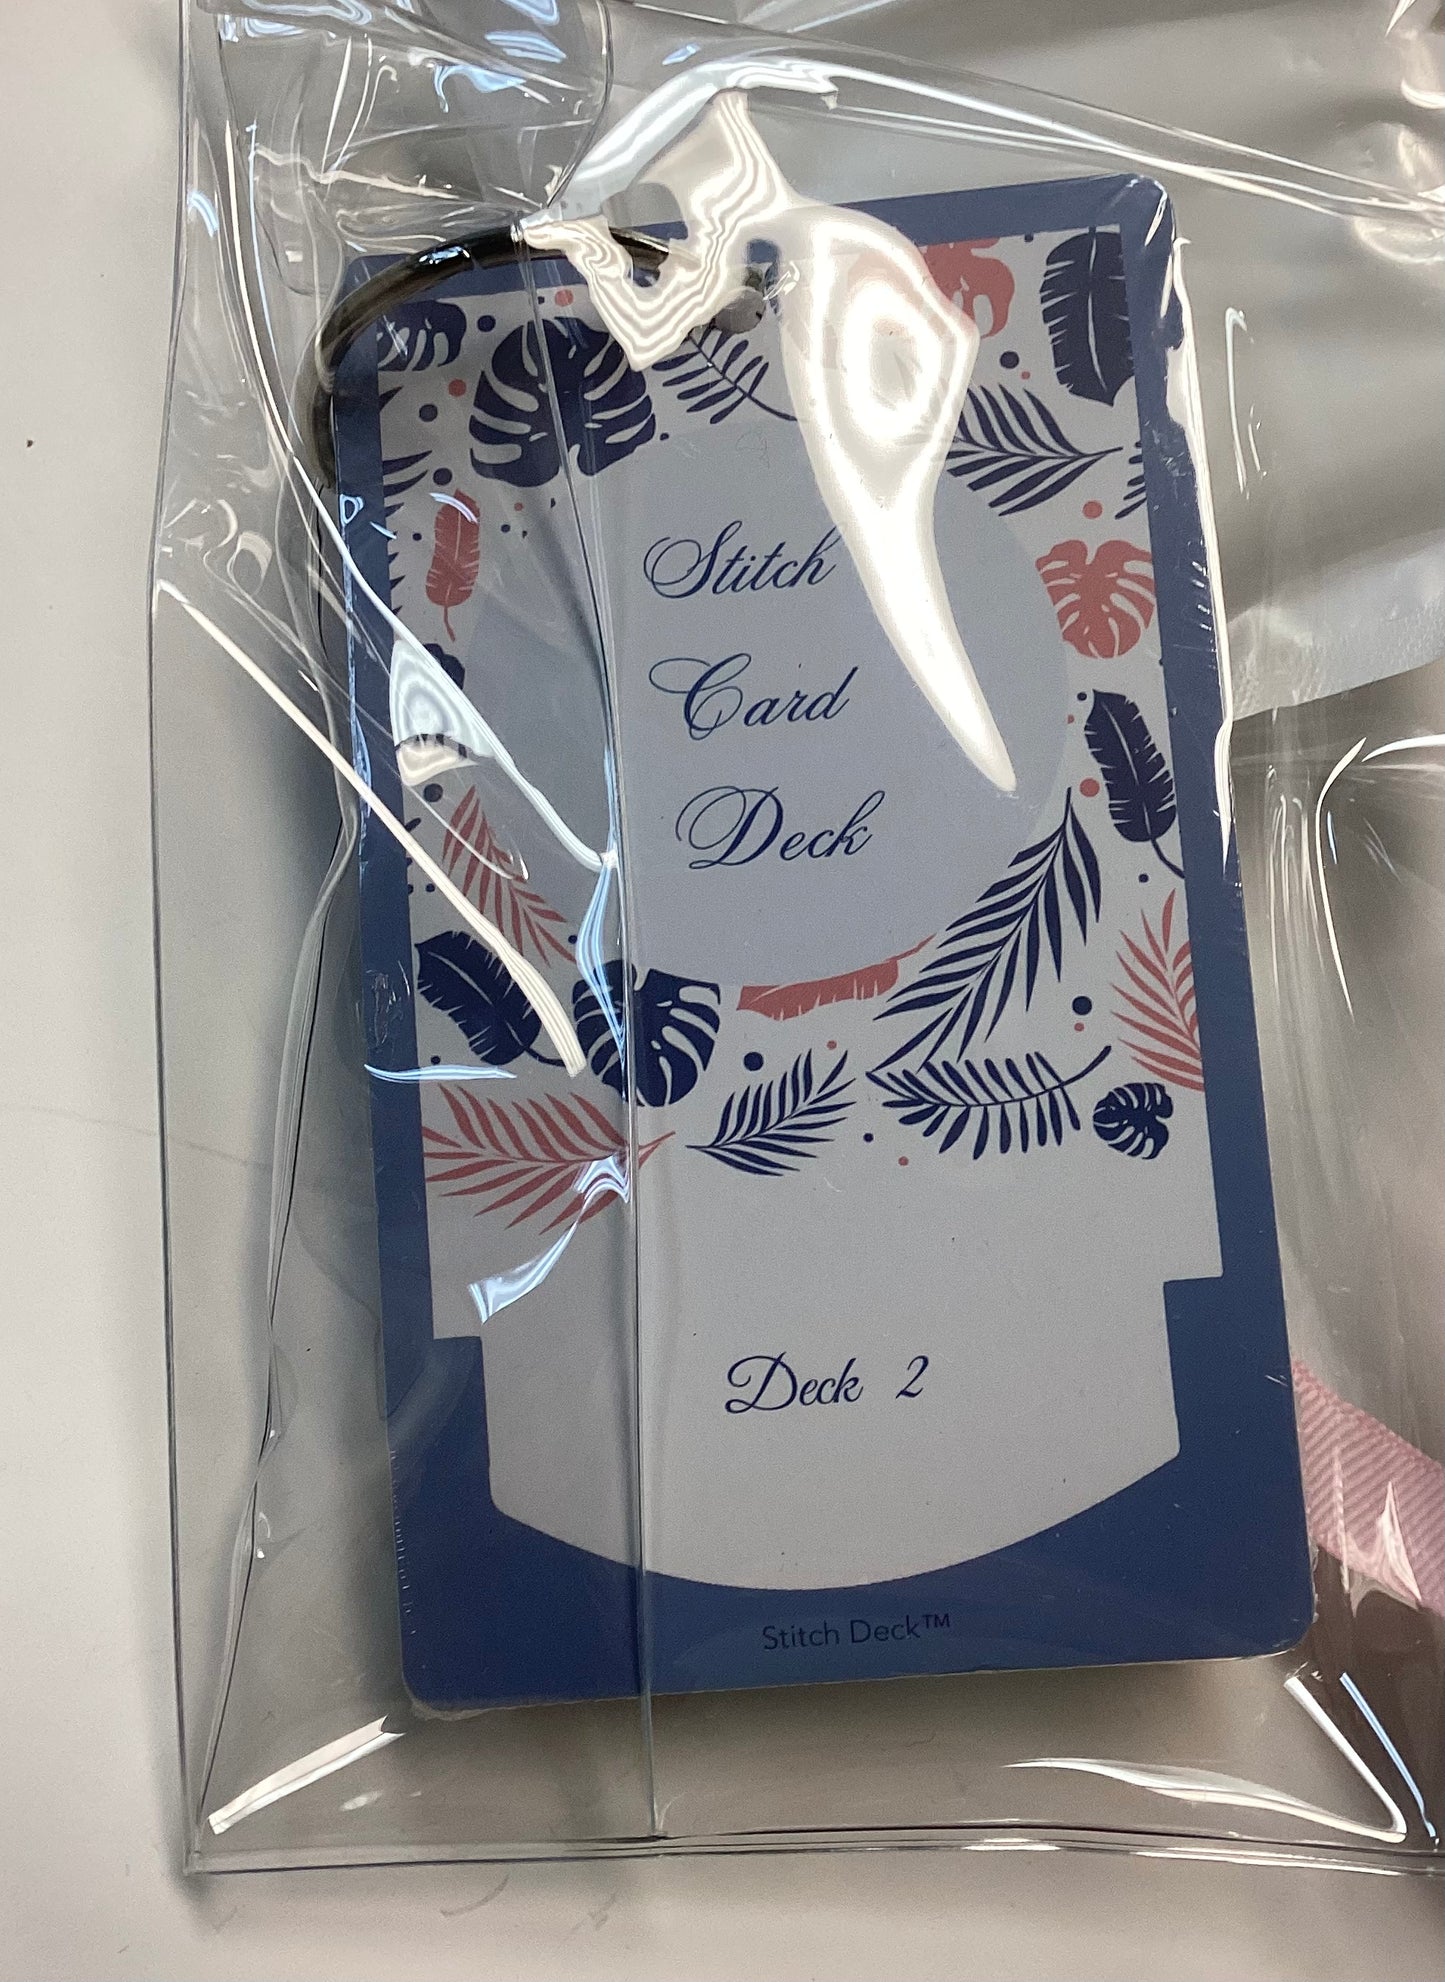 Stitch
Card
Deck
Deck 2
Stitch Deck™